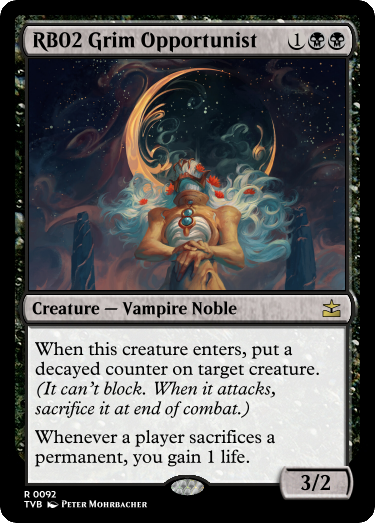 RB02 Grim Opportunist 1
Creature — Vampire Noble
When this creature enters, put a
decayed counter on target creature.
(It can't block. When it attacks,
sacrifice it at end of combat.)
Whenever a player sacrifices a
permanent, you gain 1 life.
3/2
R 0092
TVB Peter Mohrbacher